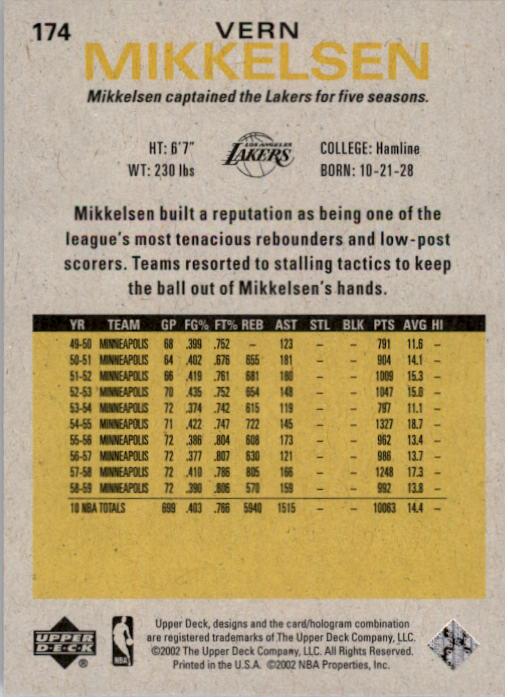 174
VERN
MIKKELSEN
Mikkelsen captained the Lakers for five seasons.
HT: 6'7" LOS ANGELES LAKERS COLLEGE: Hamline
WT: 230 lbs BORN: 10-21-28
Mikkelsen built a reputation as being one of the
league's most tenacious rebounders and low-post
scorers. Teams resorted to stalling tactics to keep
the ball out of Mikkelsen's hands.
YR TEAM GP FG% FT% REB AST STL BLK PTS AVG HI
49-50 MINNEAPOLIS 68 .399 .752 – 123 – – 791 11.6 –
50-51 MINNEAPOLIS 64 .402 .676 655 181 – – 904 14.1 –
51-52 MINNEAPOLIS 66 .419 .761 681 180 – – 1009 15.3 –
52-53 MINNEAPOLIS 70 .435 .752 654 148 – – 1047 15.0 –
53-54 MINNEAPOLIS 72 .374 .742 615 119 – – 797 11.1 –
54-55 MINNEAPOLIS 71 .422 .747 722 145 – – 1327 18.7 –
55-56 MINNEAPOLIS 72 .386 .804 608 173 – – 962 13.4 –
56-57 MINNEAPOLIS 72 .377 .807 630 121 – – 986 13.7 –
57-58 MINNEAPOLIS 72 .410 .786 805 166 – – 1248 17.3 –
58-59 MINNEAPOLIS 72 .390 .806 570 159 – – 992 13.8 –
10 NBA TOTALS 699 .403 .766 5940 1515 – – 10063 14.4 –
Upper Deck, designs and the card/hologram combination
are registered trademarks of The Upper Deck Company, LLC.
©2002 The Upper Deck Company, LLC. All Rights Reserved.
Printed in the U.S.A. ©2002 NBA Properties, Inc.
UPPER
DECK
®
NBA